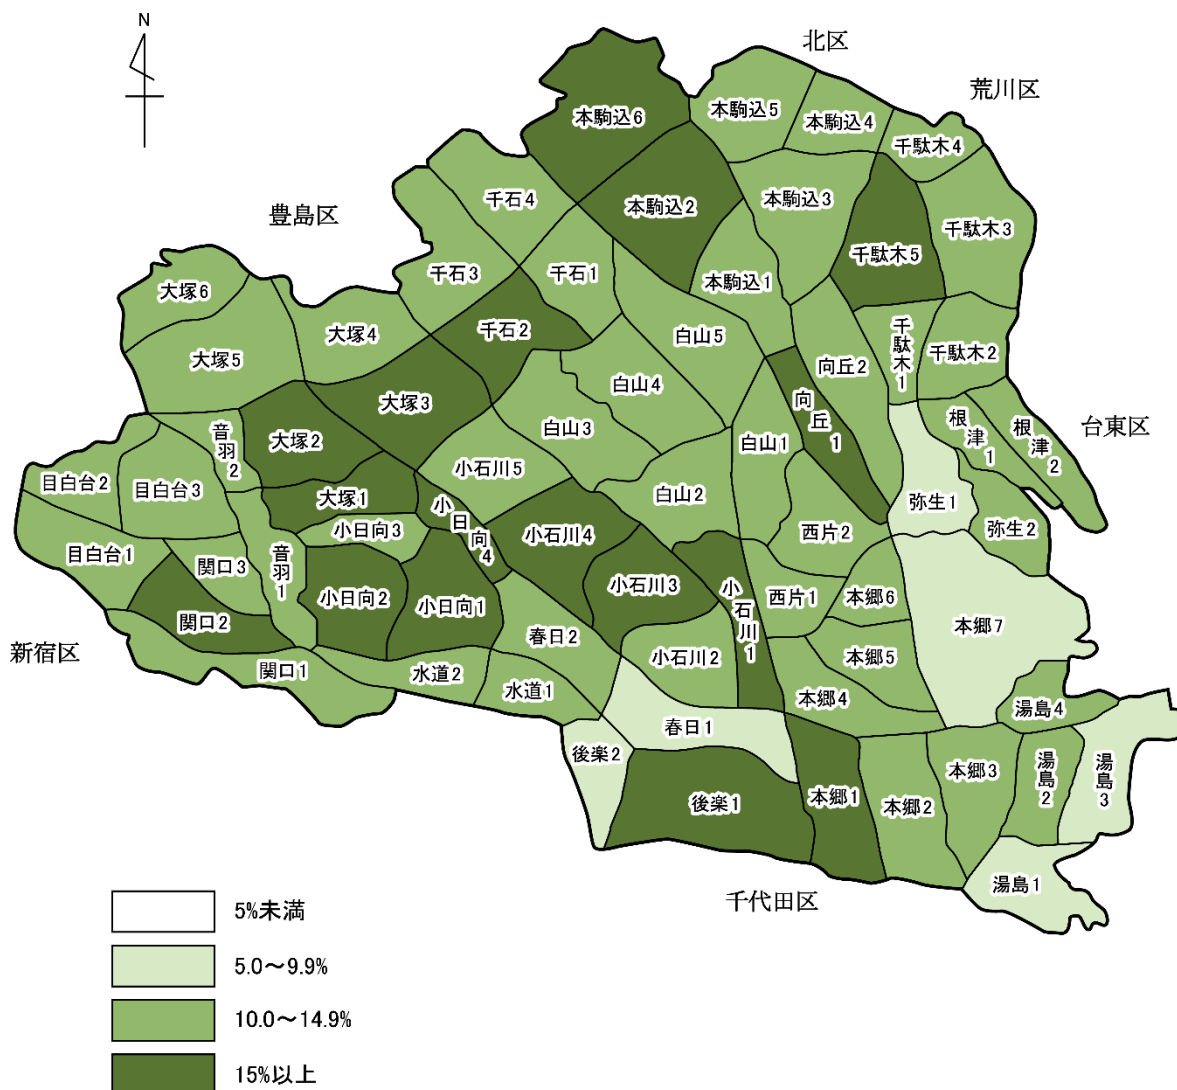 N
北区
荒川区
本駒込6
本駒込5
本駒込4
千駄木4
豊島区
千石4
本駒込2
本駒込3
千駄木3
千駄木5
千石3
千石1
本駒込1
大塚6
大塚4
千石2
白山5
千駄木1
千駄木2
大塚5
向丘2
白山4
大塚3
向丘1
台東区
音羽2
大塚2
白山3
白山1
根津1
根津2
小石川5
目白台2
目白台3
大塚1
白山2
弥生1
小日向4
小日向3
小石川4
西片2
弥生2
目白台1
関口3
音羽1
小石川3
小石川1
小日向2
小日向1
西片1
本郷6
関口2
春日2
本郷7
新宿区
小石川2
本郷5
関口1
水道2
水道1
本郷4
湯島4
春日1
後楽2
本郷3
湯島2
湯島3
後楽1
本郷1
本郷2
湯島1
千代田区
5%未満
5.0～9.9%
10.0～14.9%
15%以上